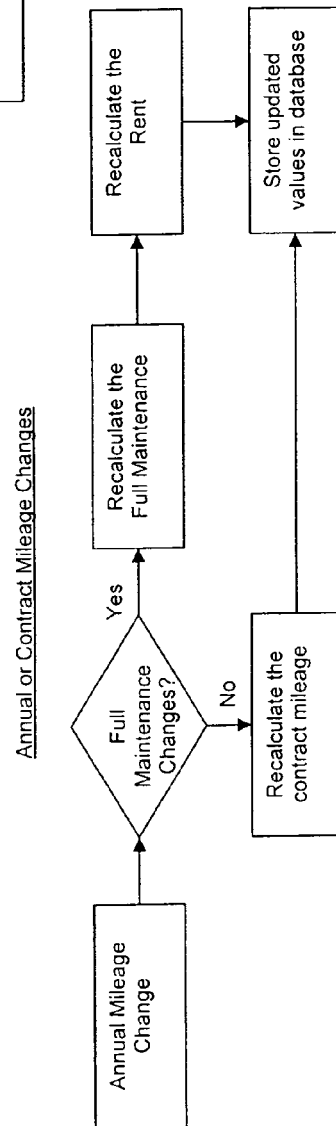 Annual or Contract Mileage Changes
Annual Mileage
Change
Full
Maintenance
Changes?
Yes
No
Recalculate the
Full Maintenance
Recalculate the
Rent
Recalculate the
contract mileage
Store updated
values in database